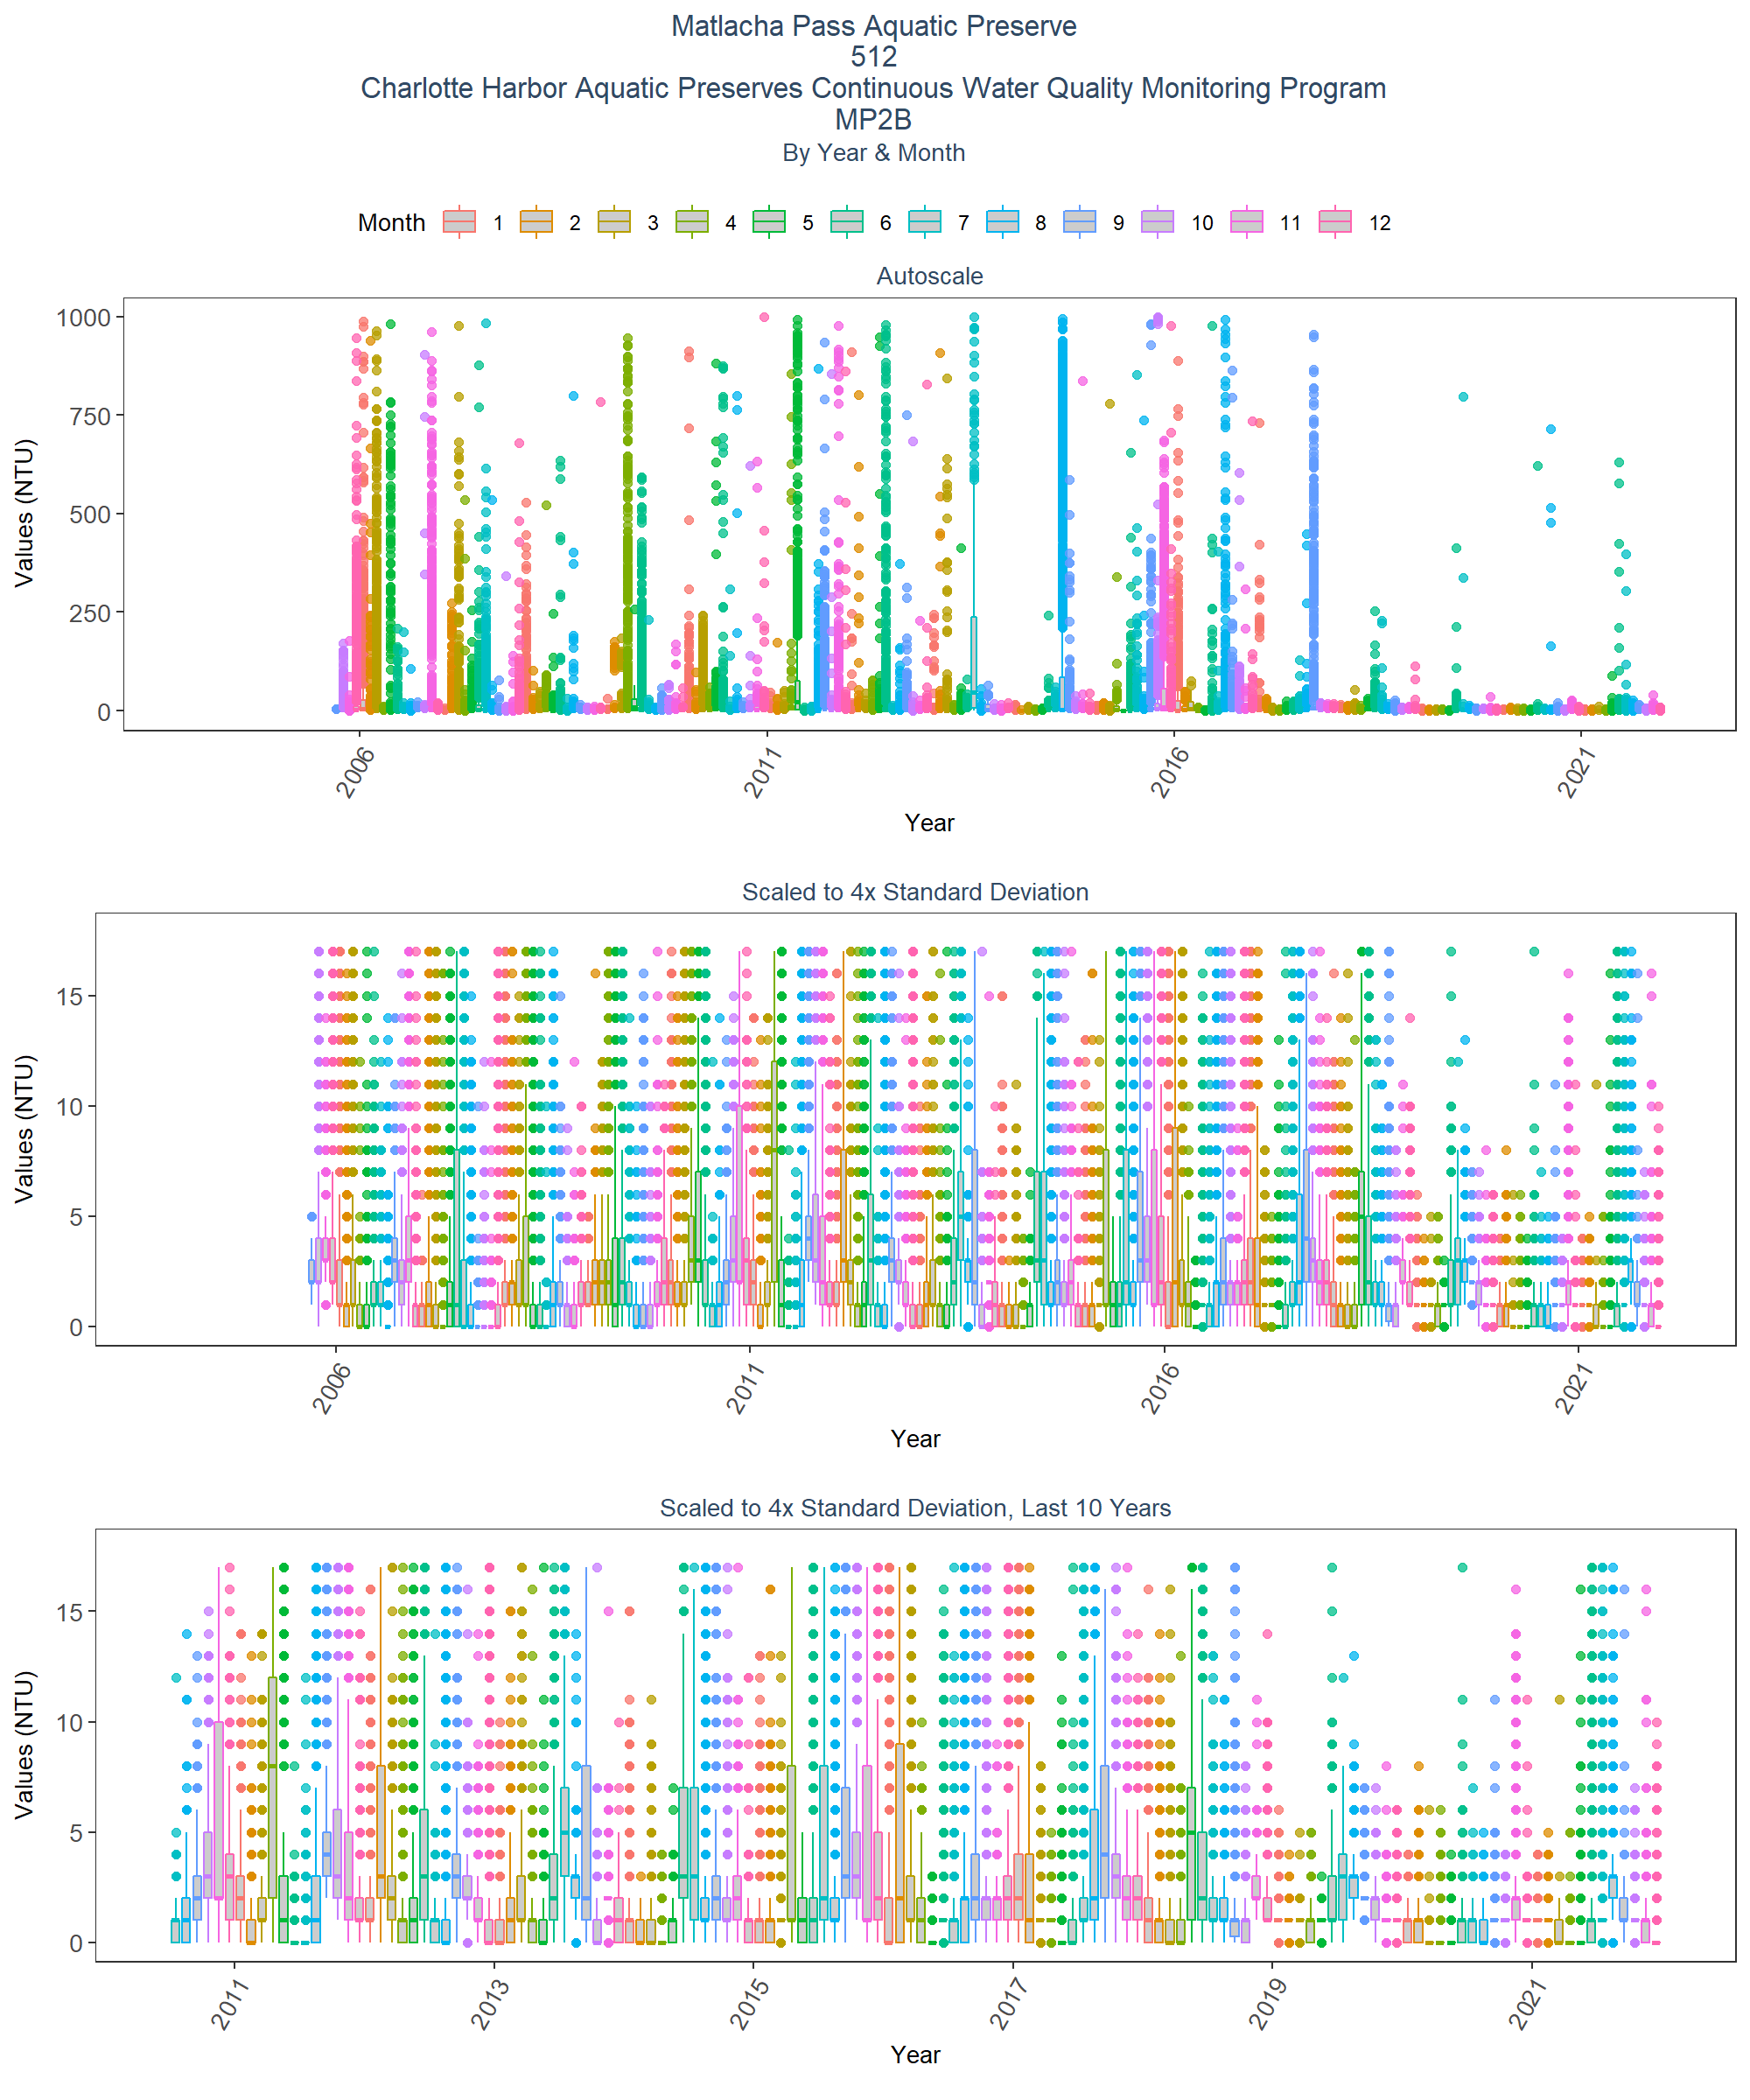 Matlacha Pass Aquatic Preserve
512
Charlotte Harbor Aquatic Preserves Continuous Water Quality Monitoring Program
MP2B
By Year & Month
Month 1 2 3 4 5 6 7 8 9 10 11 12
Autoscale
Values (NTU)
1000
750
500
250
0
2006 2011 2016 2021
Year
Scaled to 4x Standard Deviation
Values (NTU)
15
10
5
0
2006 2011 2016 2021
Year
Scaled to 4x Standard Deviation, Last 10 Years
Values (NTU)
15
10
5
0
2011 2013 2015 2017 2019 2021
Year